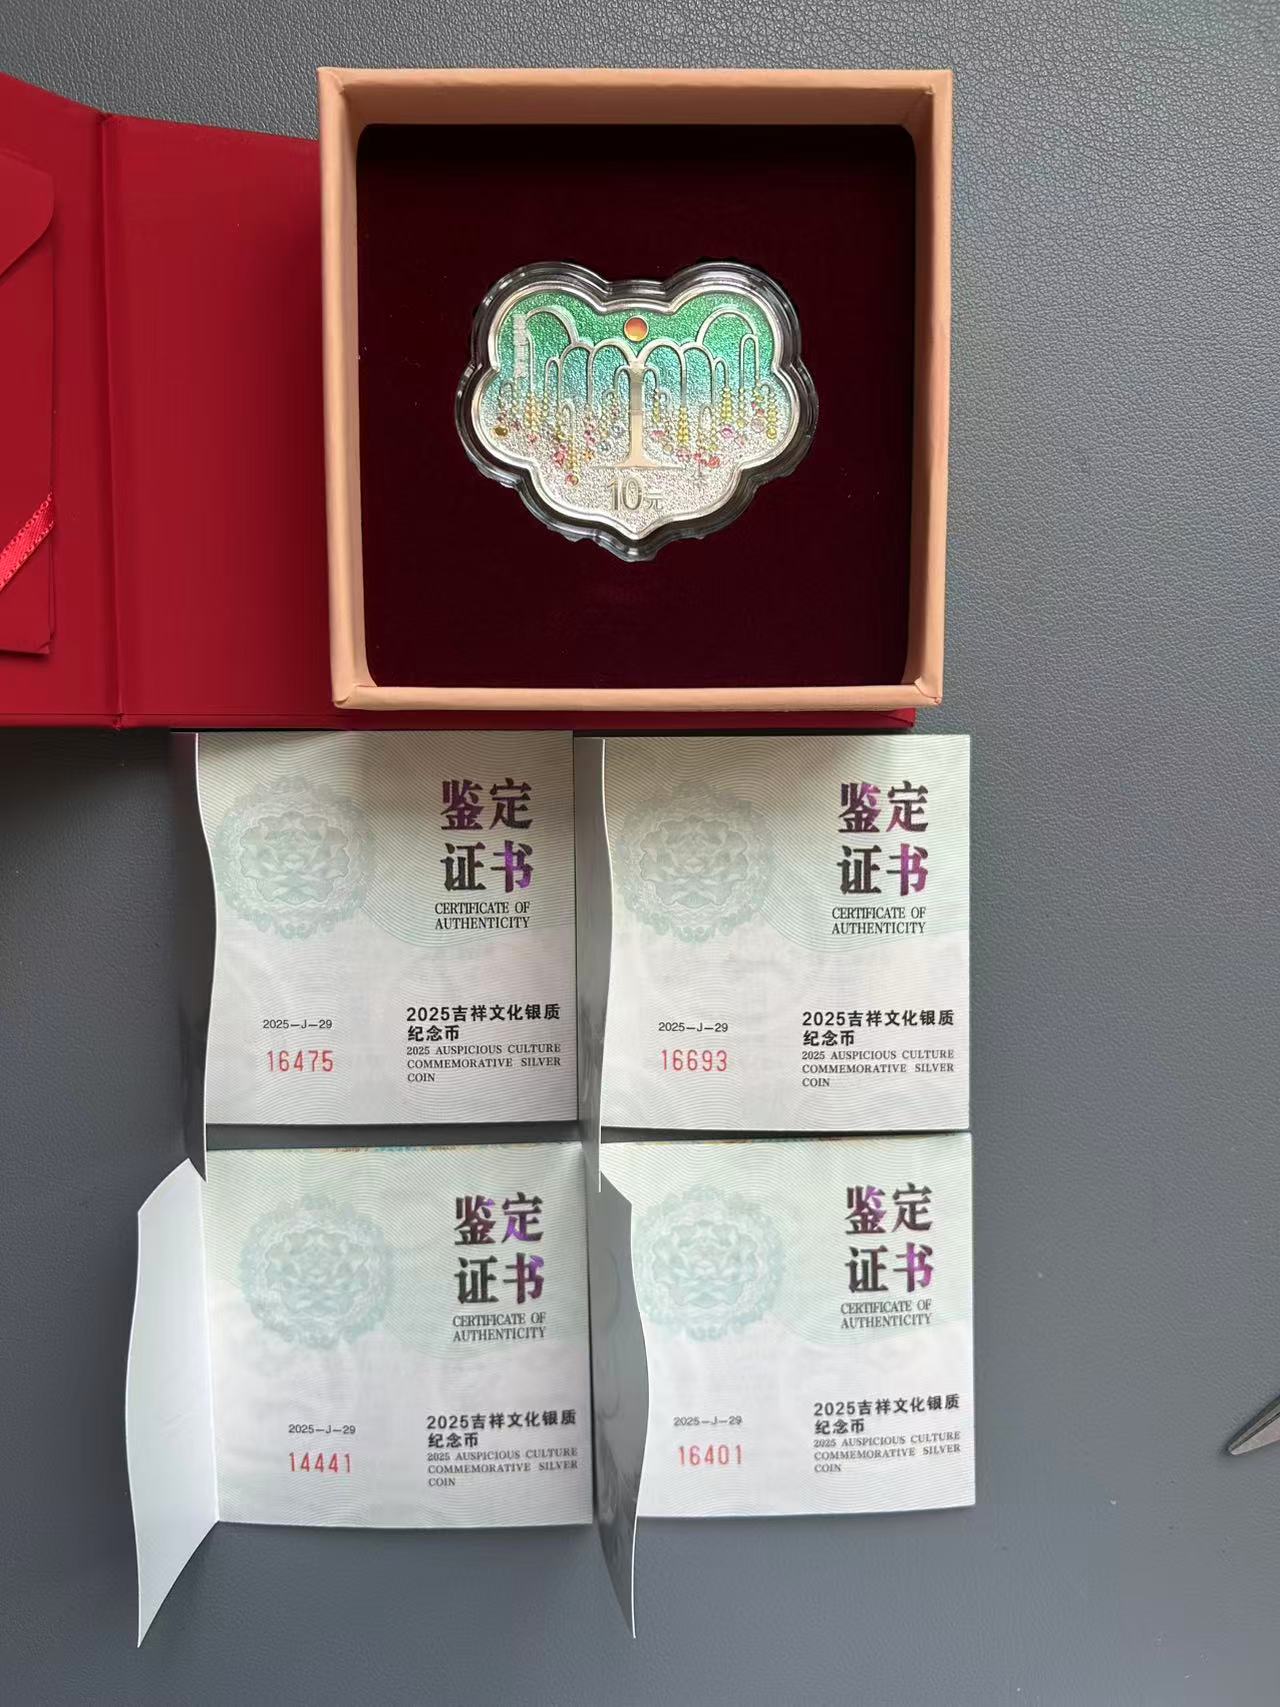 10元
鉴定
证书
CERTIFICATE OF
AUTHENTICITY
2025-J-29
16475
2025吉祥文化银质
纪念币
2025 AUSPICIOUS CULTURE
COMMEMORATIVE SILVER
COIN
鉴定
证书
CERTIFICATE OF
AUTHENTICITY
2025-J-29
16693
2025吉祥文化银质
纪念币
2025 AUSPICIOUS CULTURE
COMMEMORATIVE SILVER
COIN
鉴定
证书
CERTIFICATE OF
AUTHENTICITY
2025-J-29
14441
2025吉祥文化银质
纪念币
2025 AUSPICIOUS CULTURE
COMMEMORATIVE SILVER
COIN
鉴定
证书
CERTIFICATE OF
AUTHENTICITY
2025-J-29
16401
2025吉祥文化银质
纪念币
2025 AUSPICIOUS CULTURE
COMMEMORATIVE SILVER
COIN